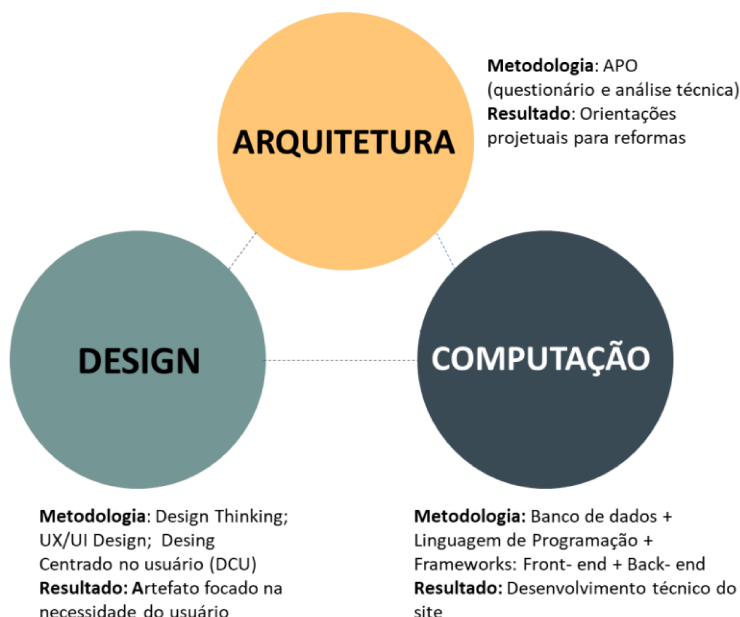 ARQUITETURA
Metodologia: APO
(questionário e análise técnica)
Resultado: Orientações
projetuais para reformas
DESIGN
COMPUTAÇÃO
Metodologia: Design Thinking;
UX/UI Design; Desing
Centrado no usuário (DCU)
Resultado: Artefato focado na
necessidade do usuário
Metodologia: Banco de dados +
Linguagem de Programação +
Frameworks: Front- end + Back- end
Resultado: Desenvolvimento técnico do
site